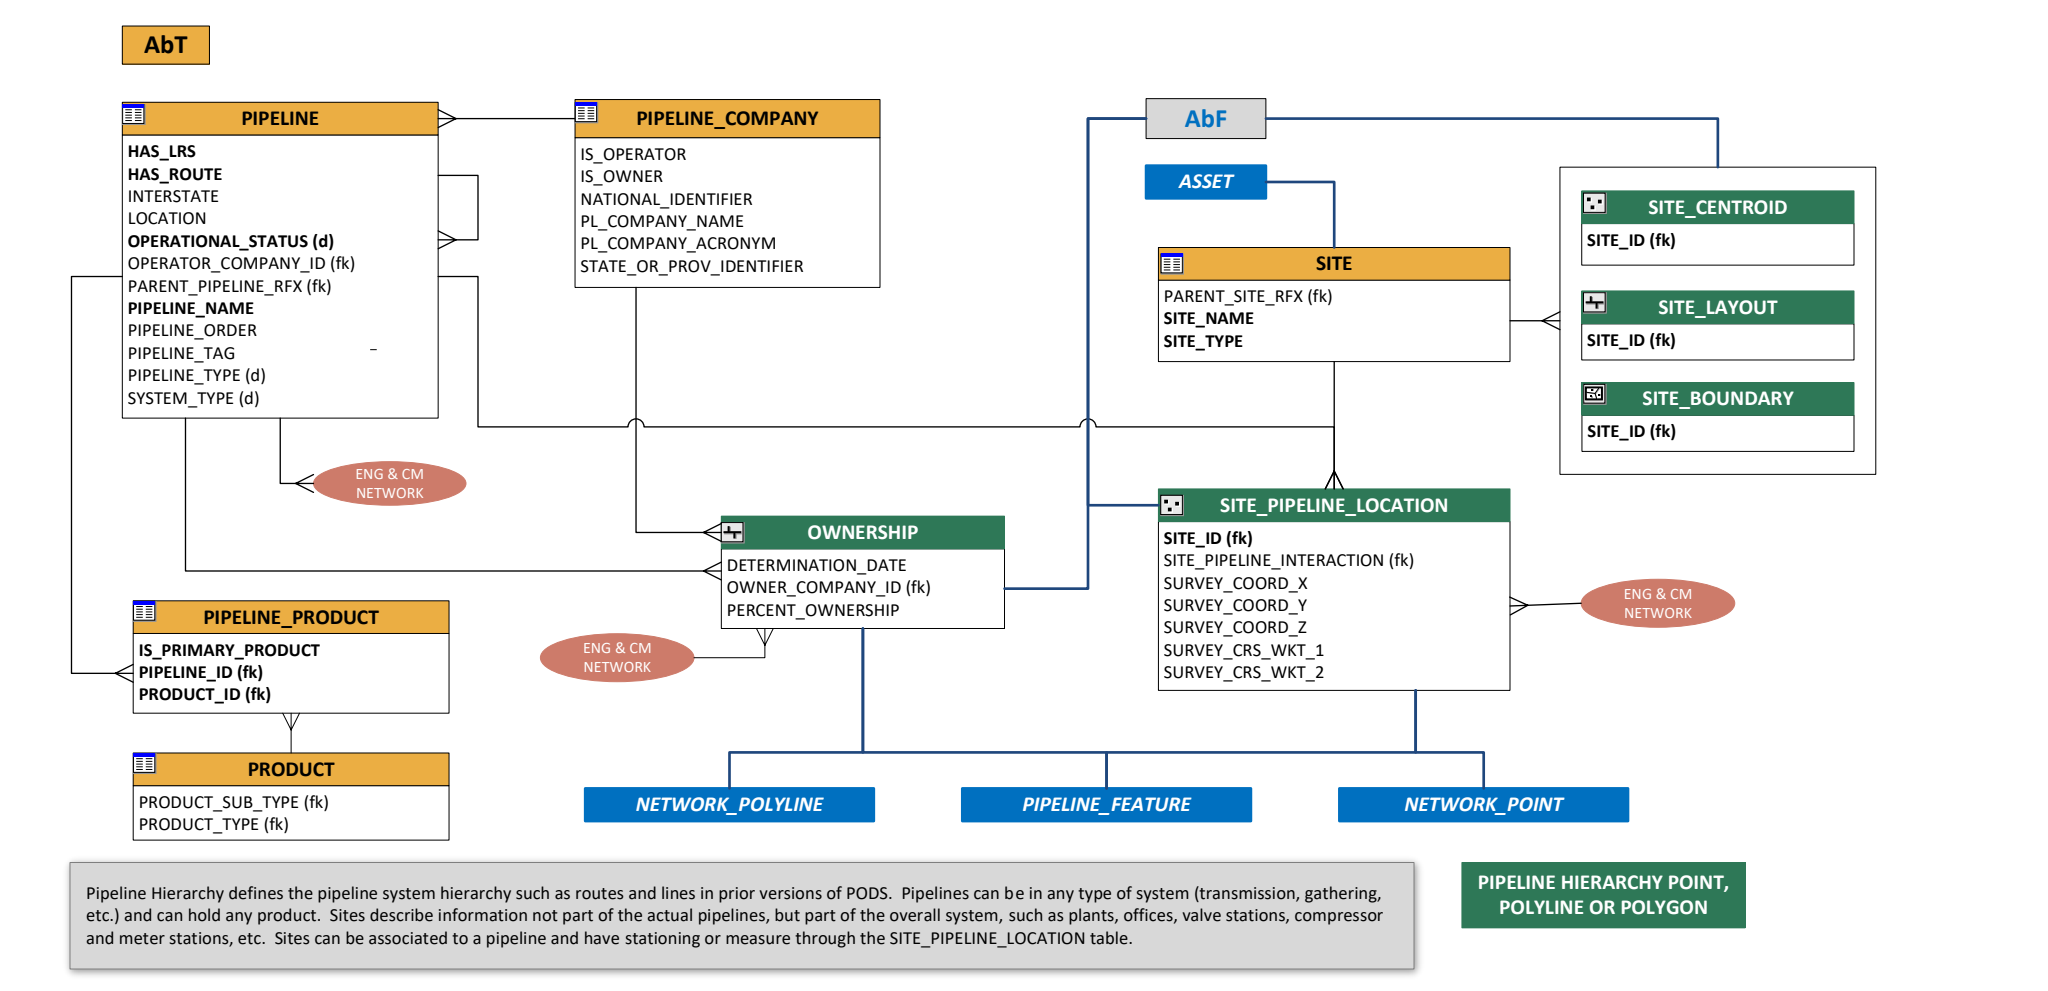 AbT
PIPELINE
HAS_LRS
HAS_ROUTE
INTERSTATE
LOCATION
OPERATIONAL_STATUS (d)
OPERATOR_COMPANY_ID (fk)
PARENT_PIPELINE_RFX (fk)
PIPELINE_NAME
PIPELINE_ORDER
PIPELINE_TAG
PIPELINE_TYPE (d)
SYSTEM_TYPE (d)
PIPELINE_COMPANY
IS_OPERATOR
IS_OWNER
NATIONAL_IDENTIFIER
PL_COMPANY_NAME
PL_COMPANY_ACRONYM
STATE_OR_PROV_IDENTIFIER
AbF
ASSET
SITE
PARENT_SITE_RFX (fk)
SITE_NAME
SITE_TYPE
SITE_CENTROID
SITE_ID (fk)
SITE_LAYOUT
SITE_ID (fk)
SITE_BOUNDARY
SITE_ID (fk)
ENG & CM
NETWORK
OWNERSHIP
DETERMINATION_DATE
OWNER_COMPANY_ID (fk)
PERCENT_OWNERSHIP
ENG & CM
NETWORK
SITE_PIPELINE_LOCATION
SITE_ID (fk)
SITE_PIPELINE_INTERACTION (fk)
SURVEY_COORD_X
SURVEY_COORD_Y
SURVEY_COORD_Z
SURVEY_CRS_WKT_1
SURVEY_CRS_WKT_2
ENG & CM
NETWORK
PIPELINE_PRODUCT
IS_PRIMARY_PRODUCT
PIPELINE_ID (fk)
PRODUCT_ID (fk)
PRODUCT
PRODUCT_SUB_TYPE (fk)
PRODUCT_TYPE (fk)
NETWORK_POLYLINE
PIPELINE_FEATURE
NETWORK_POINT
Pipeline Hierarchy defines the pipeline system hierarchy such as routes and lines in prior versions of PODS. Pipelines can be in any type of system (transmission, gathering,
etc.) and can hold any product. Sites describe information not part of the actual pipelines, but part of the overall system, such as plants, offices, valve stations, compressor
and meter stations, etc. Sites can be associated to a pipeline and have stationing or measure through the SITE_PIPELINE_LOCATION table.
PIPELINE HIERARCHY POINT,
POLYLINE OR POLYGON